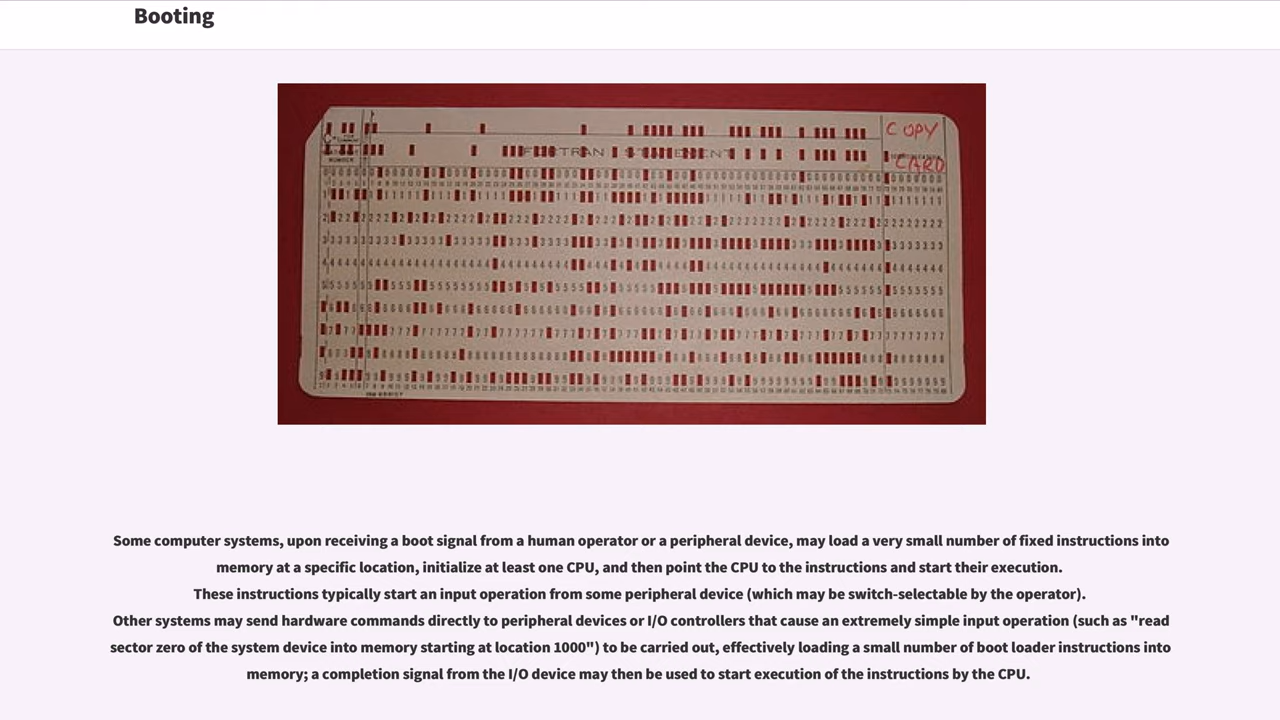 Booting
COPY
CARD
FORTRAN STATEMENT
Some computer systems, upon receiving a boot signal from a human operator or a peripheral device, may load a very small number of fixed instructions into
memory at a specific location, initialize at least one CPU, and then point the CPU to the instructions and start their execution.
These instructions typically start an input operation from some peripheral device (which may be switch-selectable by the operator).
Other systems may send hardware commands directly to peripheral devices or I/O controllers that cause an extremely simple input operation (such as "read
sector zero of the system device into memory starting at location 1000") to be carried out, effectively loading a small number of boot loader instructions into
memory; a completion signal from the I/O device may then be used to start execution of the instructions by the CPU.